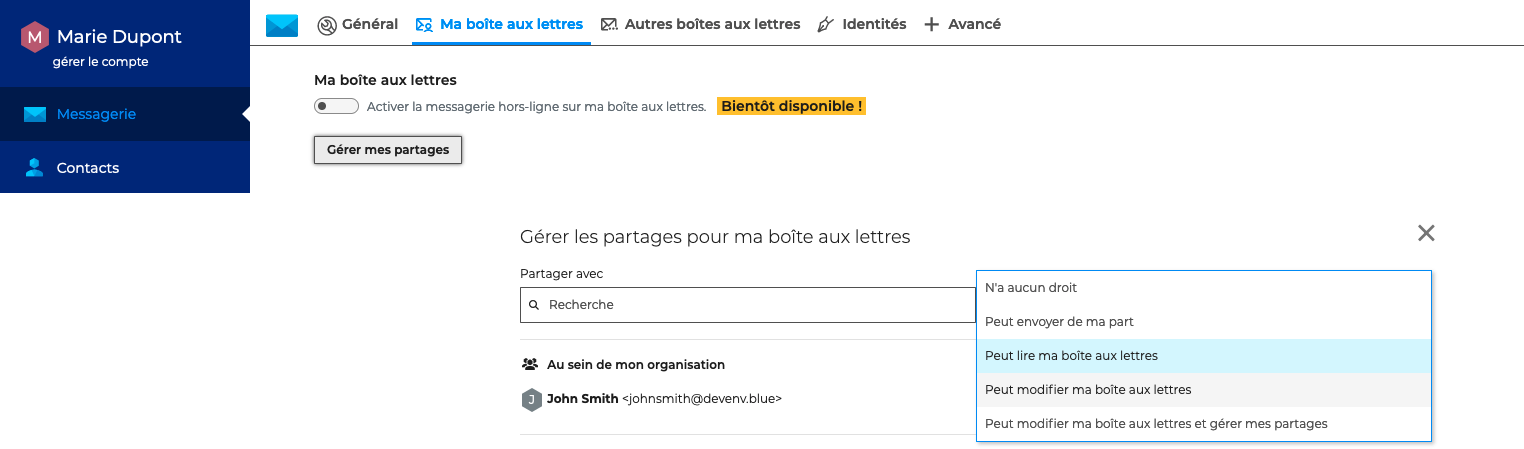 M Marie Dupont
gérer le compte
Messagerie
Contacts
Général Ma boîte aux lettres Autres boîtes aux lettres Identités Avancé
Ma boîte aux lettres
Activer la messagerie hors-ligne sur ma boîte aux lettres. Bientôt disponible !
Gérer mes partages
Gérer les partages pour ma boîte aux lettres
Partager avec
Recherche
Au sein de mon organisation
J John Smith <johnsmith@devenv.blue>
N'a aucun droit
Peut envoyer de ma part
Peut lire ma boîte aux lettres
Peut modifier ma boîte aux lettres
Peut modifier ma boîte aux lettres et gérer mes partages